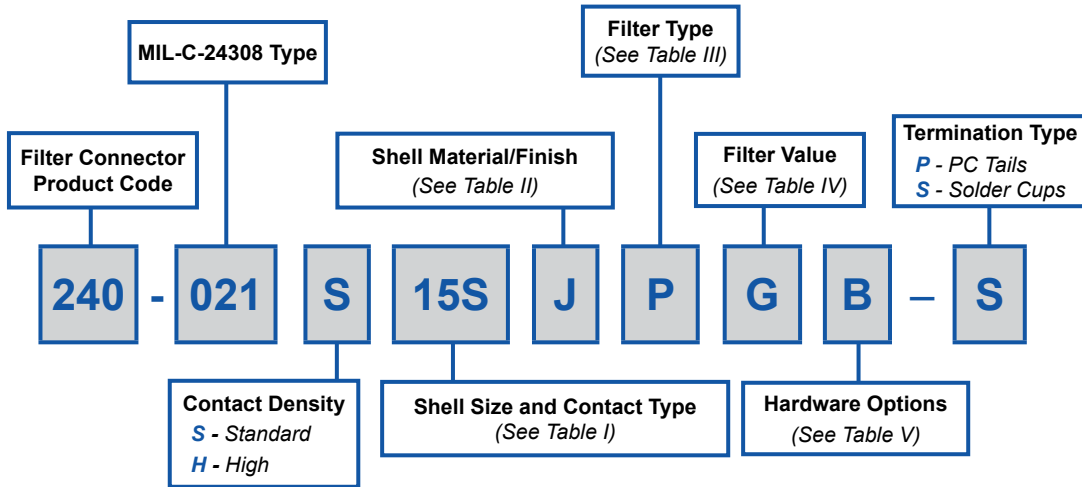 MIL-C-24308 Type
Filter Type
(See Table III)
Filter Connector
Product Code
Shell Material/Finish
(See Table II)
Filter Value
(See Table IV)
Termination Type
P - PC Tails
S - Solder Cups
240 - 021 S 15S J P G B – S
Contact Density
S - Standard
H - High
Shell Size and Contact Type
(See Table I)
Hardware Options
(See Table V)